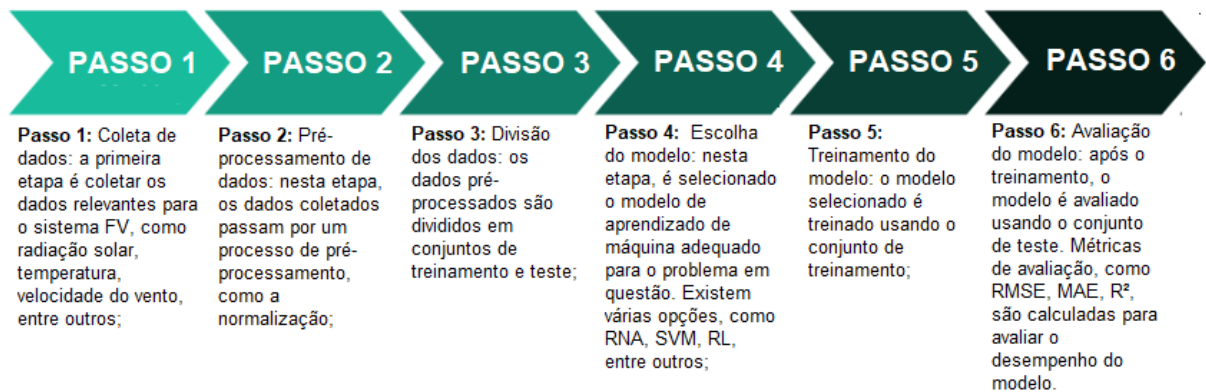 PASSO 1
PASSO 2
PASSO 3
PASSO 4
PASSO 5
PASSO 6
Passo 1: Coleta de
dados: a primeira
etapa é coletar os
dados relevantes para
o sistema FV, como
radiação solar,
temperatura,
velocidade do vento,
entre outros;
Passo 2: Pré-
processamento de
dados: nesta etapa,
os dados coletados
passam por um
processo de pré-
processamento,
como a
normalização;
Passo 3: Divisão
dos dados: os
dados pré-
processados são
divididos em
conjuntos de
treinamento e teste;
Passo 4: Escolha
do modelo: nesta
etapa, é selecionado
o modelo de
aprendizado de
máquina adequado
para o problema em
questão. Existem
várias opções, como
RNA, SVM, RL,
entre outros;
Passo 5:
Treinamento do
modelo: o modelo
selecionado é
treinado usando o
conjunto de
treinamento;
Passo 6: Avaliação
do modelo: após o
treinamento, o
modelo é avaliado
usando o conjunto
de teste. Métricas
de avaliação, como
RMSE, MAE, R²,
são calculadas para
avaliar o
desempenho do
modelo.